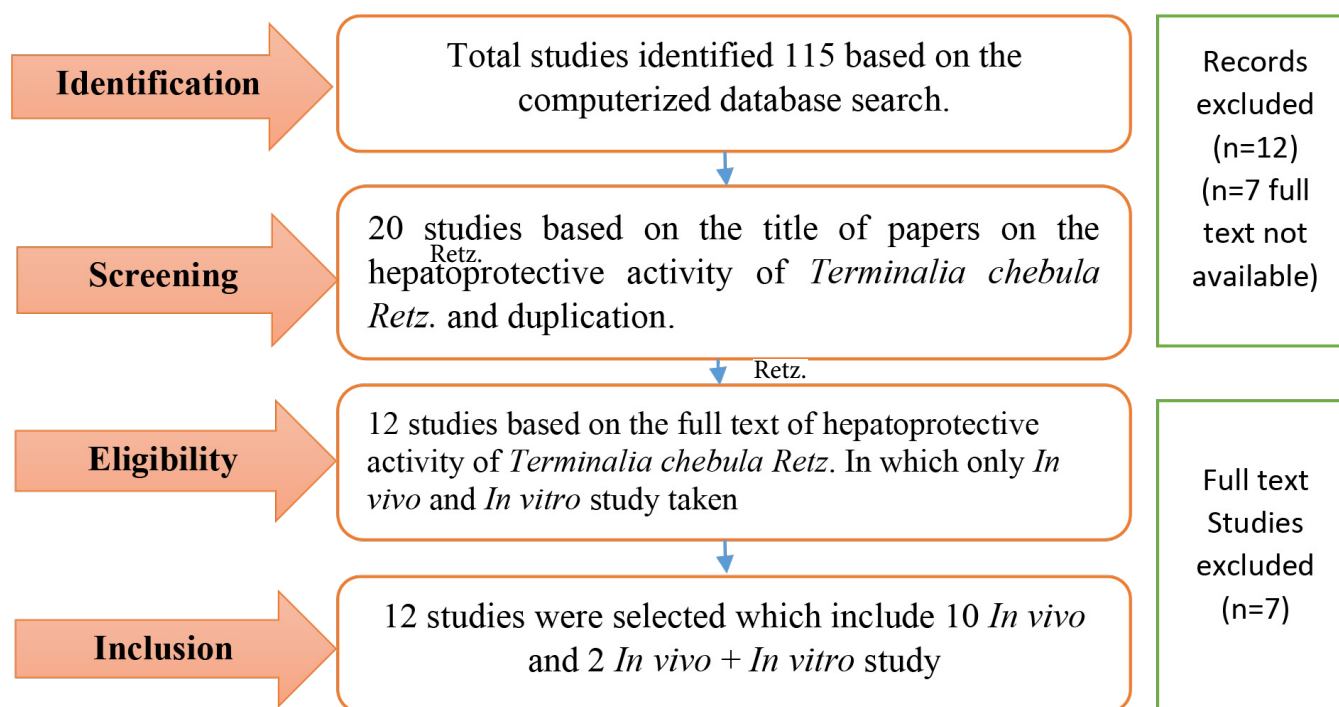 Identification
Total studies identified 115 based on the
computerized database search.
Records
excluded
(n=12)
(n=7 full
text not
available)
Screening
20 studies based on the title of papers on the
Retz.
hepatoprotective activity of Terminalia chebula
Retz. and duplication.
Retz.
Eligibility
12 studies based on the full text of hepatoprotective
activity of Terminalia chebula Retz. In which only In
vivo and In vitro study taken
Full text
Studies
excluded
(n=7)
Inclusion
12 studies were selected which include 10 In vivo
and 2 In vivo + In vitro study